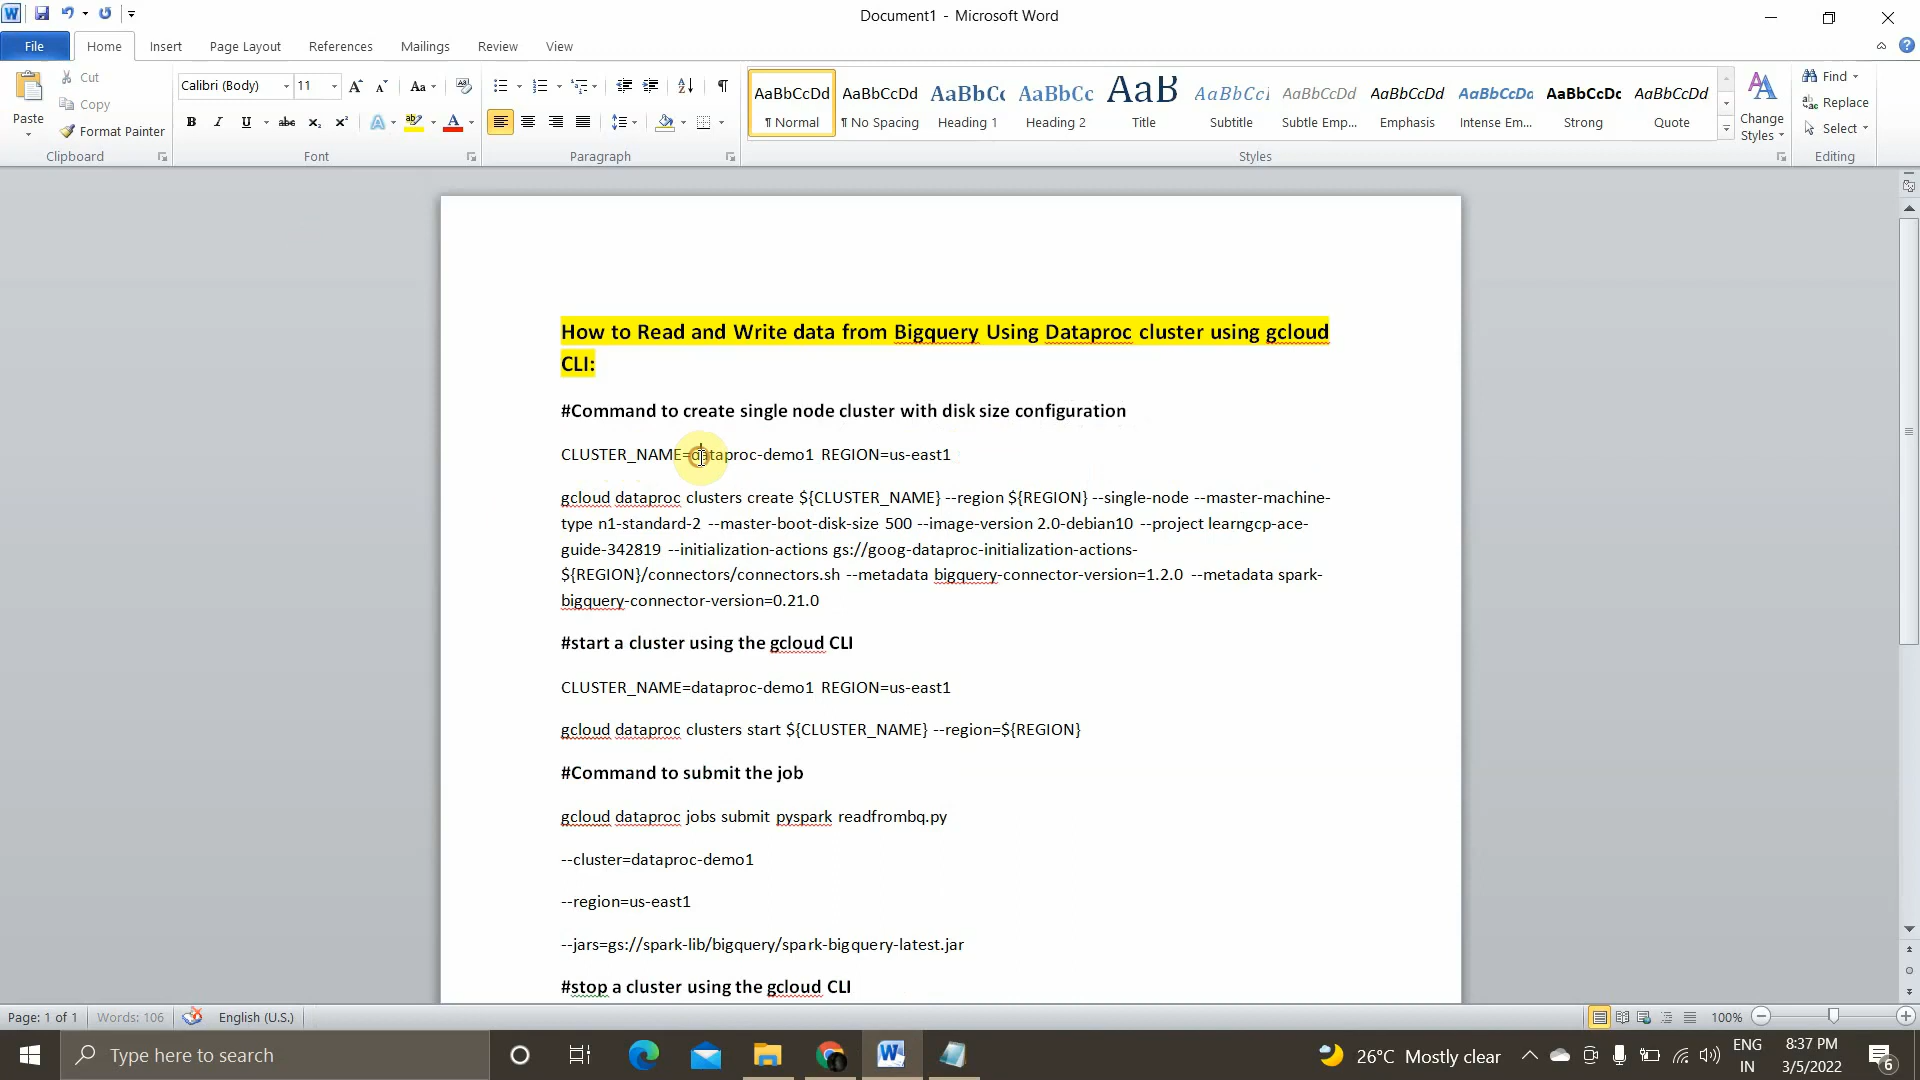 Document1 - Microsoft Word
File Home Insert Page Layout References Mailings Review View
Paste
Cut
Copy
Format Painter
Clipboard
Calibri (Body) 11
Aa
B I U abc x₂ x² A ab A
Font
Paragraph
AaBbCcDd AaBbCcDd AaBbCc AaBbCc AaB AaBbCcI AaBbCcDd AaBbCcDd AaBbCcDd AaBbCcDc AaBbCcDd
¶ Normal ¶ No Spacing Heading 1 Heading 2 Title Subtitle Subtle Emp... Emphasis Intense Em... Strong Quote
Styles
Change
Styles
Find
Replace
Select
Editing
How to Read and Write data from Bigquery Using Dataproc cluster using gcloud
CLI:
#Command to create single node cluster with disk size configuration
CLUSTER_NAME=dataproc-demo1 REGION=us-east1
gcloud dataproc clusters create ${CLUSTER_NAME} --region ${REGION} --single-node --master-machine-
type n1-standard-2 --master-boot-disk-size 500 --image-version 2.0-debian10 --project learngcp-ace-
guide-342819 --initialization-actions gs://goog-dataproc-initialization-actions-
${REGION}/connectors/connectors.sh --metadata bigquery-connector-version=1.2.0 --metadata spark-
bigquery-connector-version=0.21.0
#start a cluster using the gcloud CLI
CLUSTER_NAME=dataproc-demo1 REGION=us-east1
gcloud dataproc clusters start ${CLUSTER_NAME} --region=${REGION}
#Command to submit the job
gcloud dataproc jobs submit pyspark readfrombq.py
--cluster=dataproc-demo1
--region=us-east1
--jars=gs://spark-lib/bigquery/spark-bigquery-latest.jar
#stop a cluster using the gcloud CLI
Page: 1 of 1 Words: 106 English (U.S.) 100%
Type here to search
26°C Mostly clear
ENG
IN
8:37 PM
3/5/2022
6